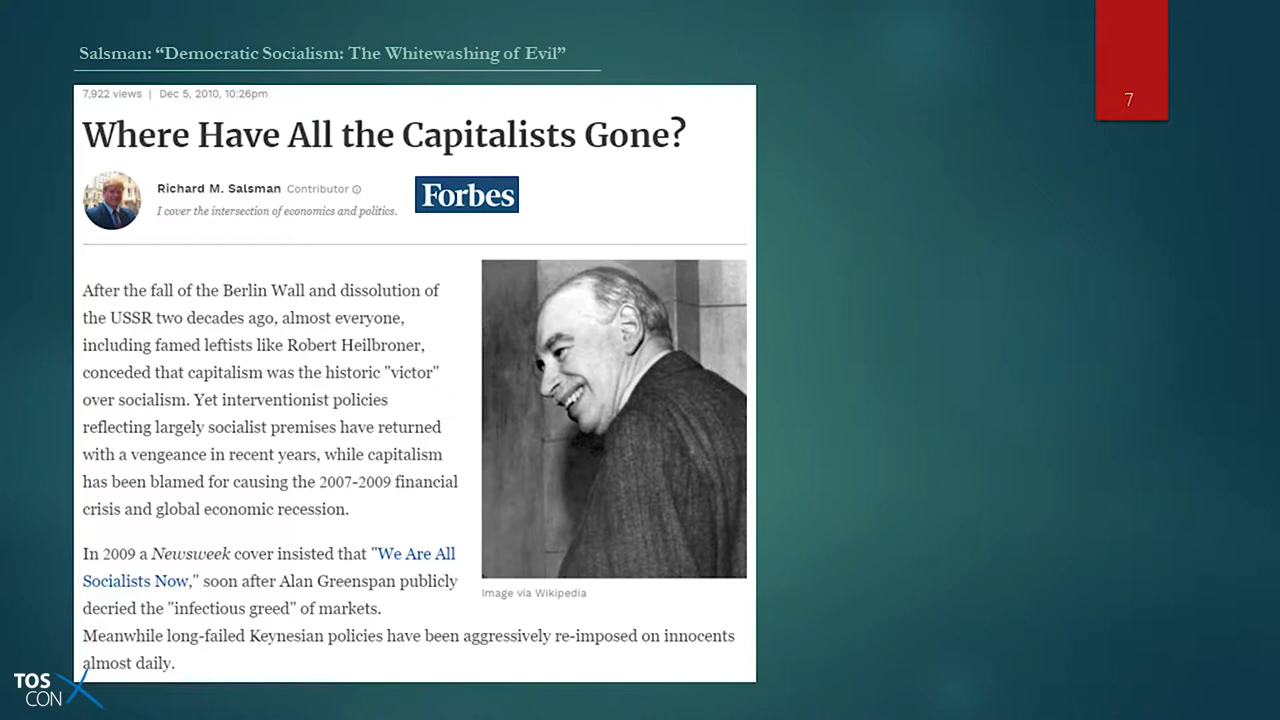 Salsman: “Democratic Socialism: The Whitewashing of Evil”
7
7,922 views | Dec 5, 2010, 10:26pm
Where Have All the Capitalists Gone?
Richard M. Salsman Contributor
I cover the intersection of economics and politics.
Forbes
After the fall of the Berlin Wall and dissolution of
the USSR two decades ago, almost everyone,
including famed leftists like Robert Heilbroner,
conceded that capitalism was the historic "victor"
over socialism. Yet interventionist policies
reflecting largely socialist premises have returned
with a vengeance in recent years, while capitalism
has been blamed for causing the 2007-2009 financial
crisis and global economic recession.
Image via Wikipedia
In 2009 a Newsweek cover insisted that "We Are All
Socialists Now," soon after Alan Greenspan publicly
decried the "infectious greed" of markets.
Meanwhile long-failed Keynesian policies have been aggressively re-imposed on innocents
almost daily.
TOS
CON X